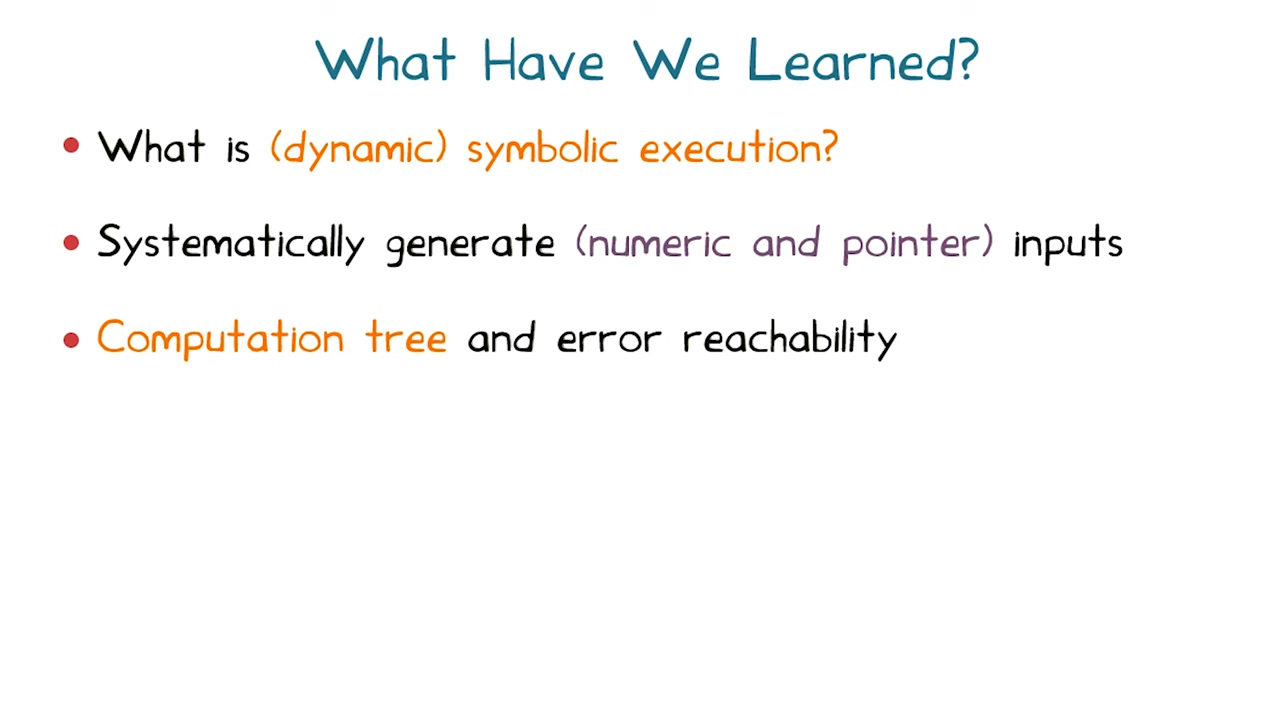 What Have We Learned?
• What is (dynamic) symbolic execution?
• Systematically generate (numeric and pointer) inputs
• Computation tree and error reachability